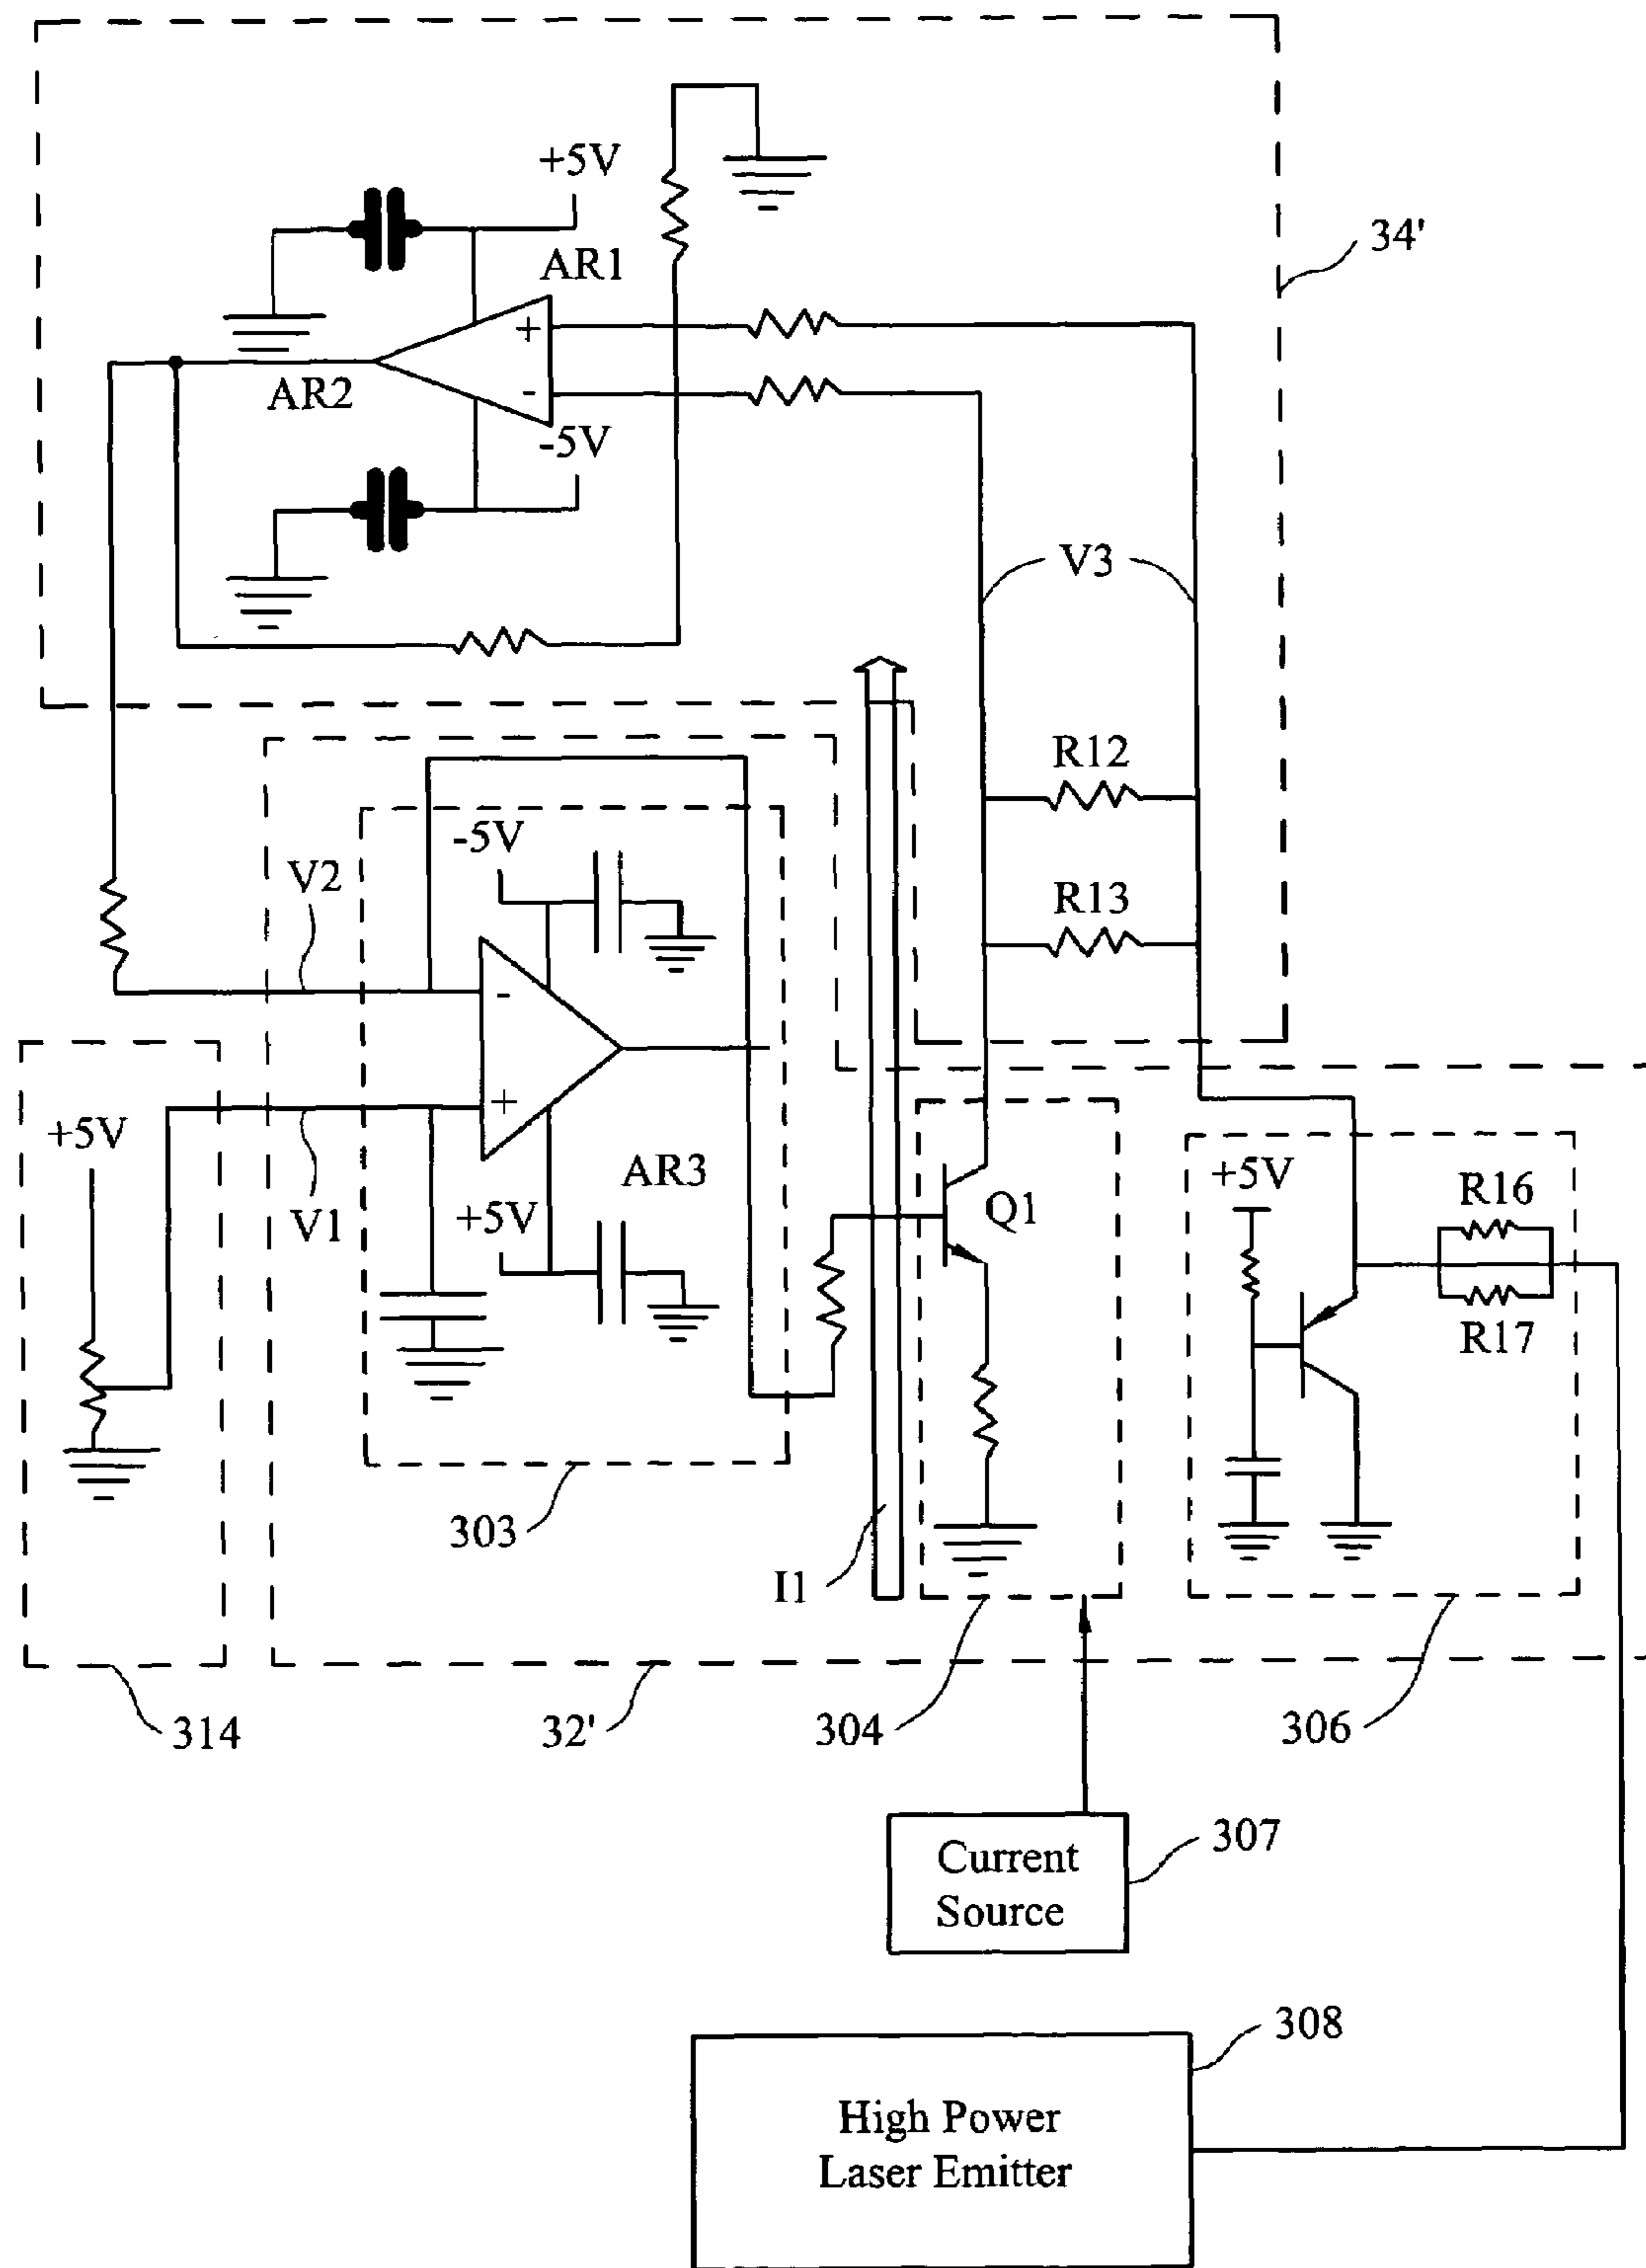 +5V
34'
AR1
+
AR2
-
-5V
V3
R12
-5V
V2
R13
-
+
+5V
AR3
+5V
R16
V1
+5V
Q1
R17
303
I1
314
32'
304
306
Current
Source
307
308
High Power
Laser Emitter